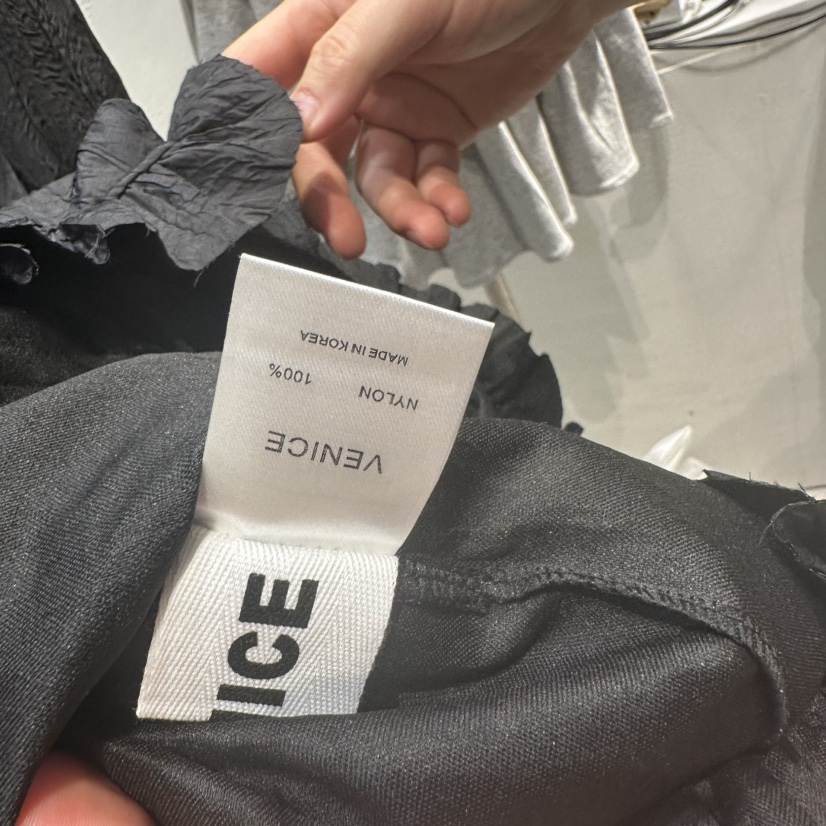 VENICE
NYLON 100%
MADE IN KOREA
ICE